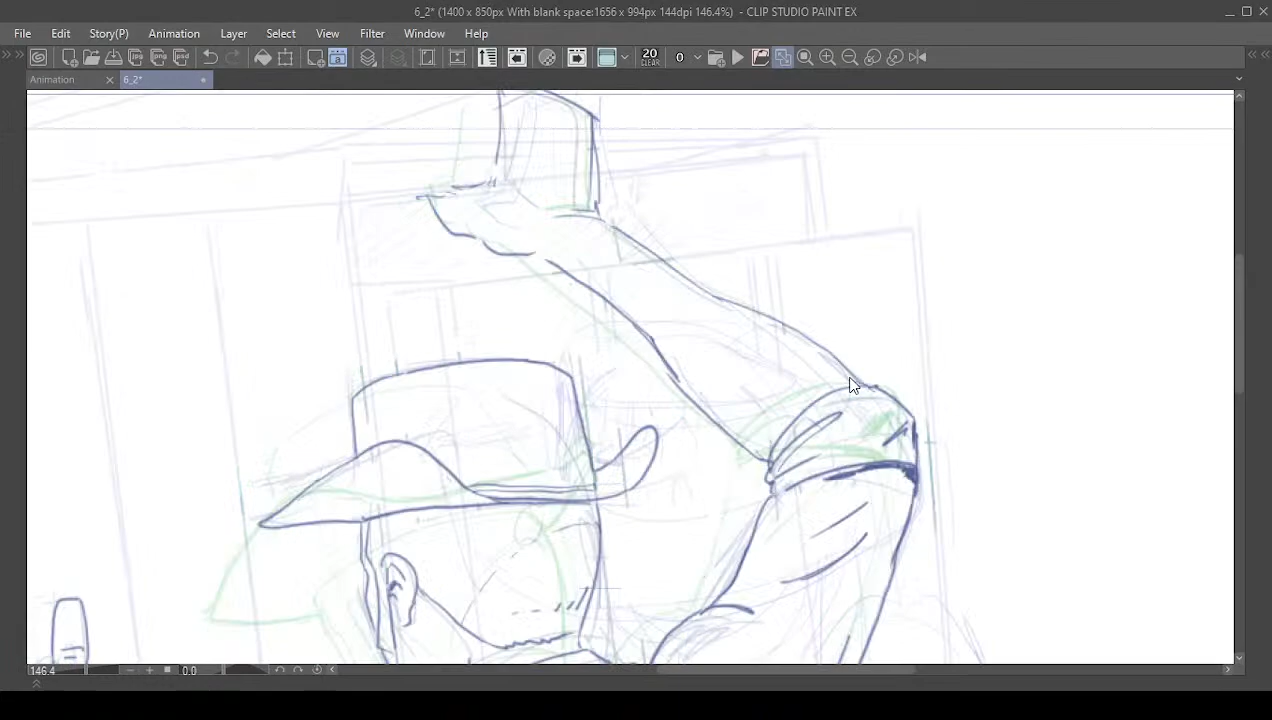 6_2* (1400 x 850px With blank space:1656 x 994px 144dpi 146.4%) - CLIP STUDIO PAINT EX
File Edit Story(P) Animation Layer Select Filter View Window Help
20 CLEAR 0
Animation 6_2*
146.4 0.0